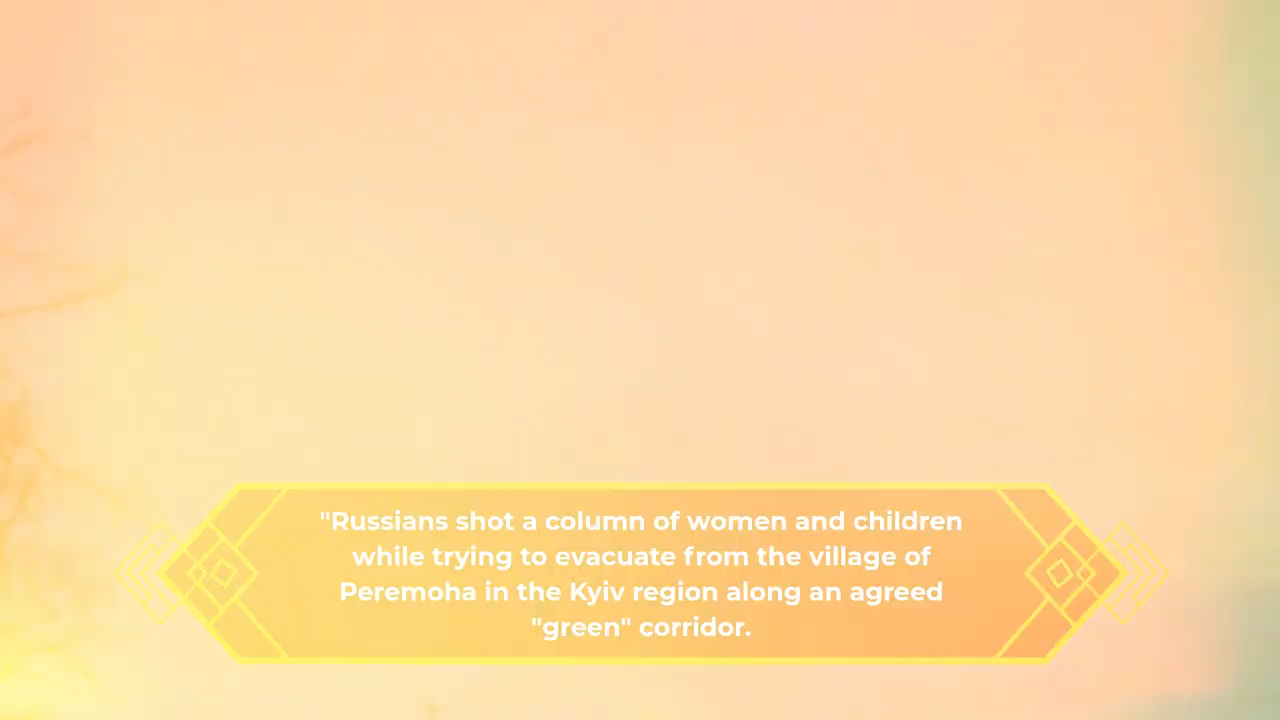 "Russians shot a column of women and children
while trying to evacuate from the village of
Peremoha in the Kyiv region along an agreed
"green" corridor.